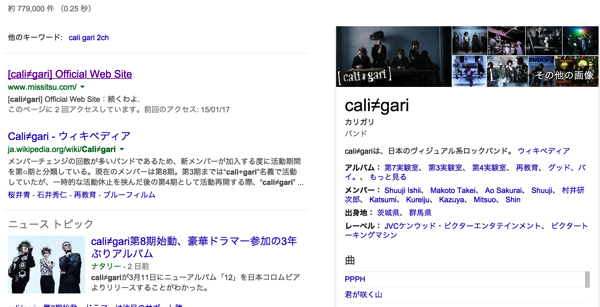 約 779,000 件 （0.25 秒）
他のキーワード: cali gari 2ch
[cali≠gari] Official Web Site
www.missitsu.com/
[cali≠gari] Official Web Site：続くわよ.
このページに 2 回アクセスしています。前回のアクセス: 15/01/17
Cali≠gari - ウィキペディア
ja.wikipedia.org/wiki/Cali≠gari
メンバーチェンジの回数が多いバンドであるため、新メンバーが加入する度に活動期間
を第○期と分類している。現在のメンバーは第8期。第3期までは"cali+gari"名義で活動
していたが、一時的な活動休止を挟んだ後の第4期として活動再開する際、"cali≠gari" ...
桜井青 - 石井秀仁 - 再教育 - ブルーフィルム
ニュース トピック
cali≠gari第8期始動、豪華ドラマー参加の3年
ぶりアルバム
ナタリー - 2 日前
cali≠gariが3月11日にニューアルバム「12」を日本コロムビア
よりリリースすることがわかった。
[cali≠gari]
その他の画像
cali≠gari
カリガリ
バンド
cali≠gariは、日本のヴィジュアル系ロックバンド。 ウィキペディア
アルバム： 第7実験室、 第3実験室、 第4実験室、 再教育、 グッド、バ
イ。、 もっと見る
メンバー： Shuuji Ishii、 Makoto Takei、 Ao Sakurai、 Shuuji、 村井研
次郎、 Katsumi、 Kureiju、 Kazuya、 Mitsuo、 Shin
出身地： 茨城県、 群馬県
レーベル： JVCケンウッド・ビクターエンタテインメント、 ビクタート
ーキングマシン
曲
PPPH
君が咲く山